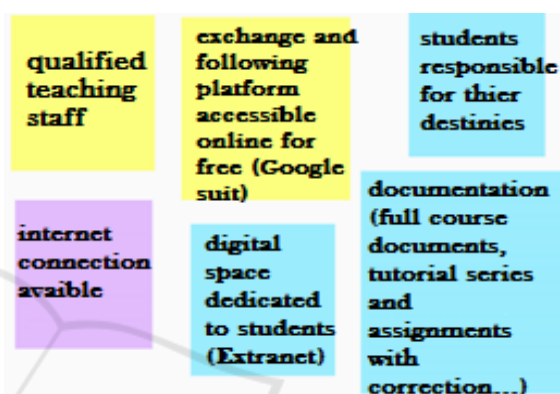 qualified
teaching
staff
exchange and
following
platform
accessible
online for
free (Google
suit)
students
responsible
for thier
destinies
internet
connection
avaible
digital
space
dedicated
to students
(Extranet)
documentation
(full course
documents,
tutorial series
and
assignments
with
correction...)